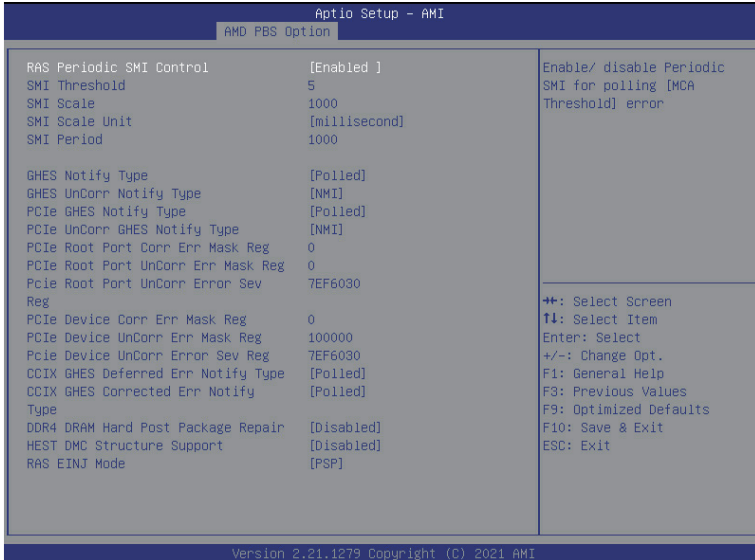 Aptio Setup – AMI
AMD PBS Option
RAS Periodic SMI Control [Enabled ]
SMI Threshold 5
SMI Scale 1000
SMI Scale Unit [millisecond]
SMI Period 1000
GHES Notify Type [Polled]
GHES UnCorr Notify Type [NMI]
PCIe GHES Notify Type [Polled]
PCIe UnCorr GHES Notify Type [NMI]
PCIe Root Port Corr Err Mask Reg 0
PCIe Root Port UnCorr Err Mask Reg 0
Pcie Root Port UnCorr Error Sev 7EF6030
Reg
PCIe Device Corr Err Mask Reg 0
PCIe Device UnCorr Err Mask Reg 100000
Pcie Device UnCorr Error Sev Reg 7EF6030
CCIX GHES Deferred Err Notify Type [Polled]
CCIX GHES Corrected Err Notify [Polled]
Type
DDR4 DRAM Hard Post Package Repair [Disabled]
HEST DMC Structure Support [Disabled]
RAS EINJ Mode [PSP]
Enable/ disable Periodic
SMI for polling [MCA
Threshold] error
→←: Select Screen
↑↓: Select Item
Enter: Select
+/-: Change Opt.
F1: General Help
F3: Previous Values
F9: Optimized Defaults
F10: Save & Exit
ESC: Exit
Version 2.21.1279 Copyright (C) 2021 AMI